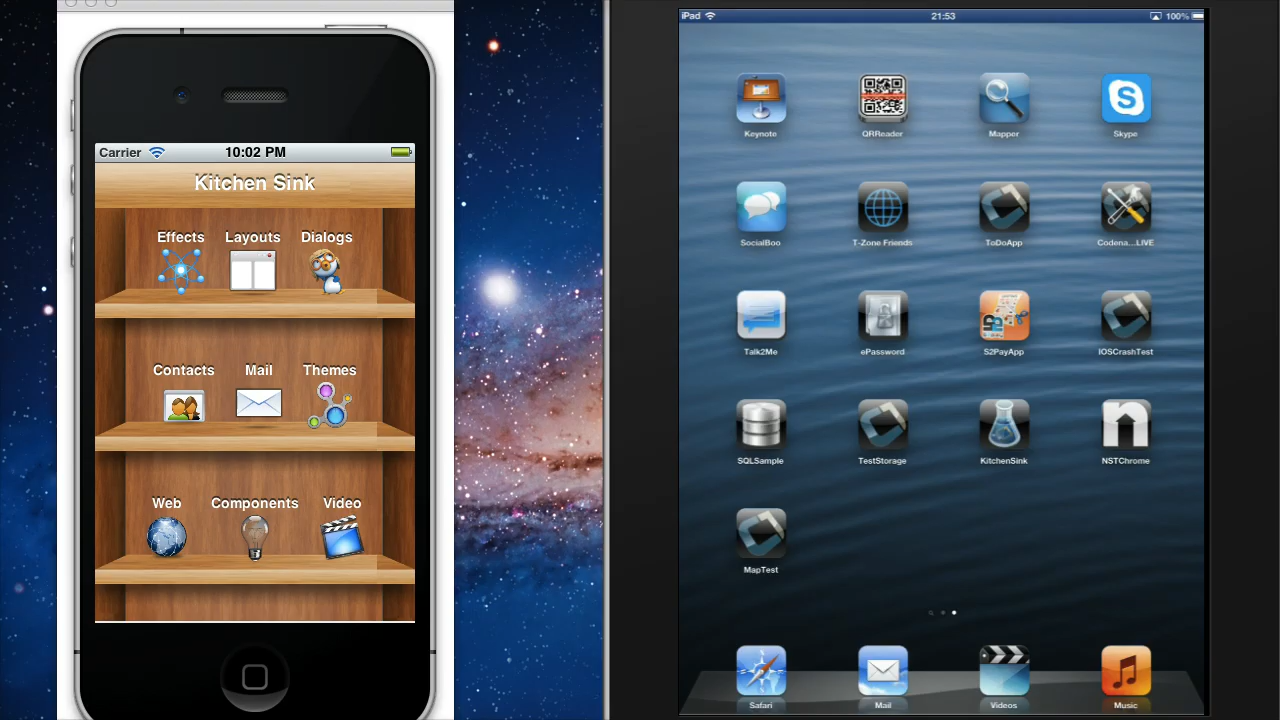 Carrier 10:02 PM
Kitchen Sink
Effects Layouts Dialogs
Contacts Mail Themes
Web Components Video
iPad 21:53 100%
Keynote QRReader Mapper Skype
S
SocialBoo T-Zone Friends ToDoApp Codena...LIVE
Talk2Me ePassword S2PayApp IOSCrashTest
SQLSample TestStorage KitchenSink NSTChrome
n
MapTest
Safari Mail Videos Music